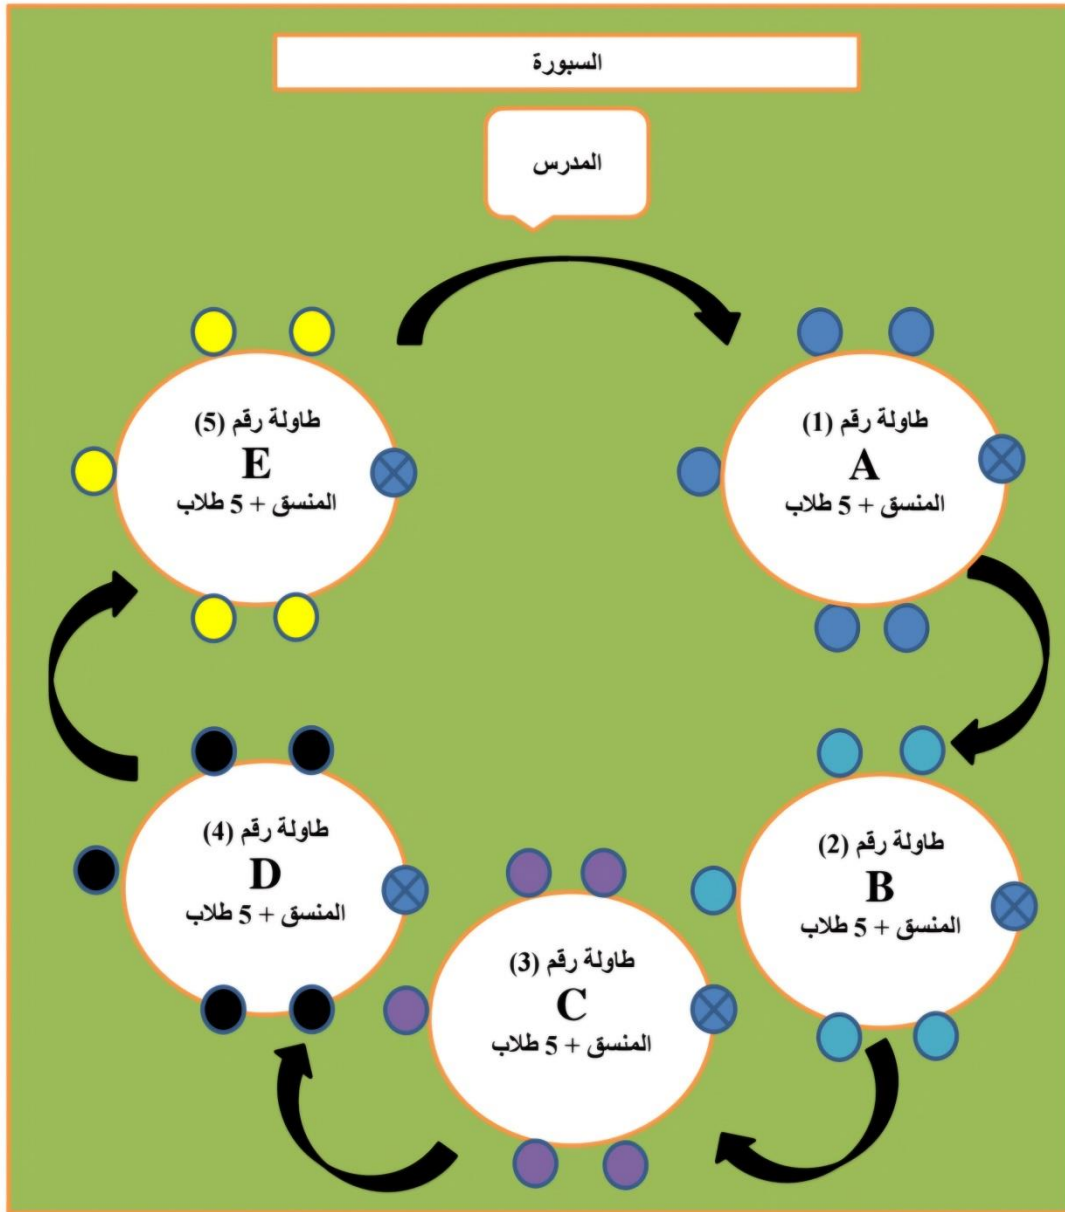 السبورة
المدرس
طاولة رقم (1)
A
المنسق + 5 طلاب
طاولة رقم (2)
B
المنسق + 5 طلاب
طاولة رقم (3)
C
المنسق + 5 طلاب
طاولة رقم (4)
D
المنسق + 5 طلاب
طاولة رقم (5)
E
المنسق + 5 طلاب